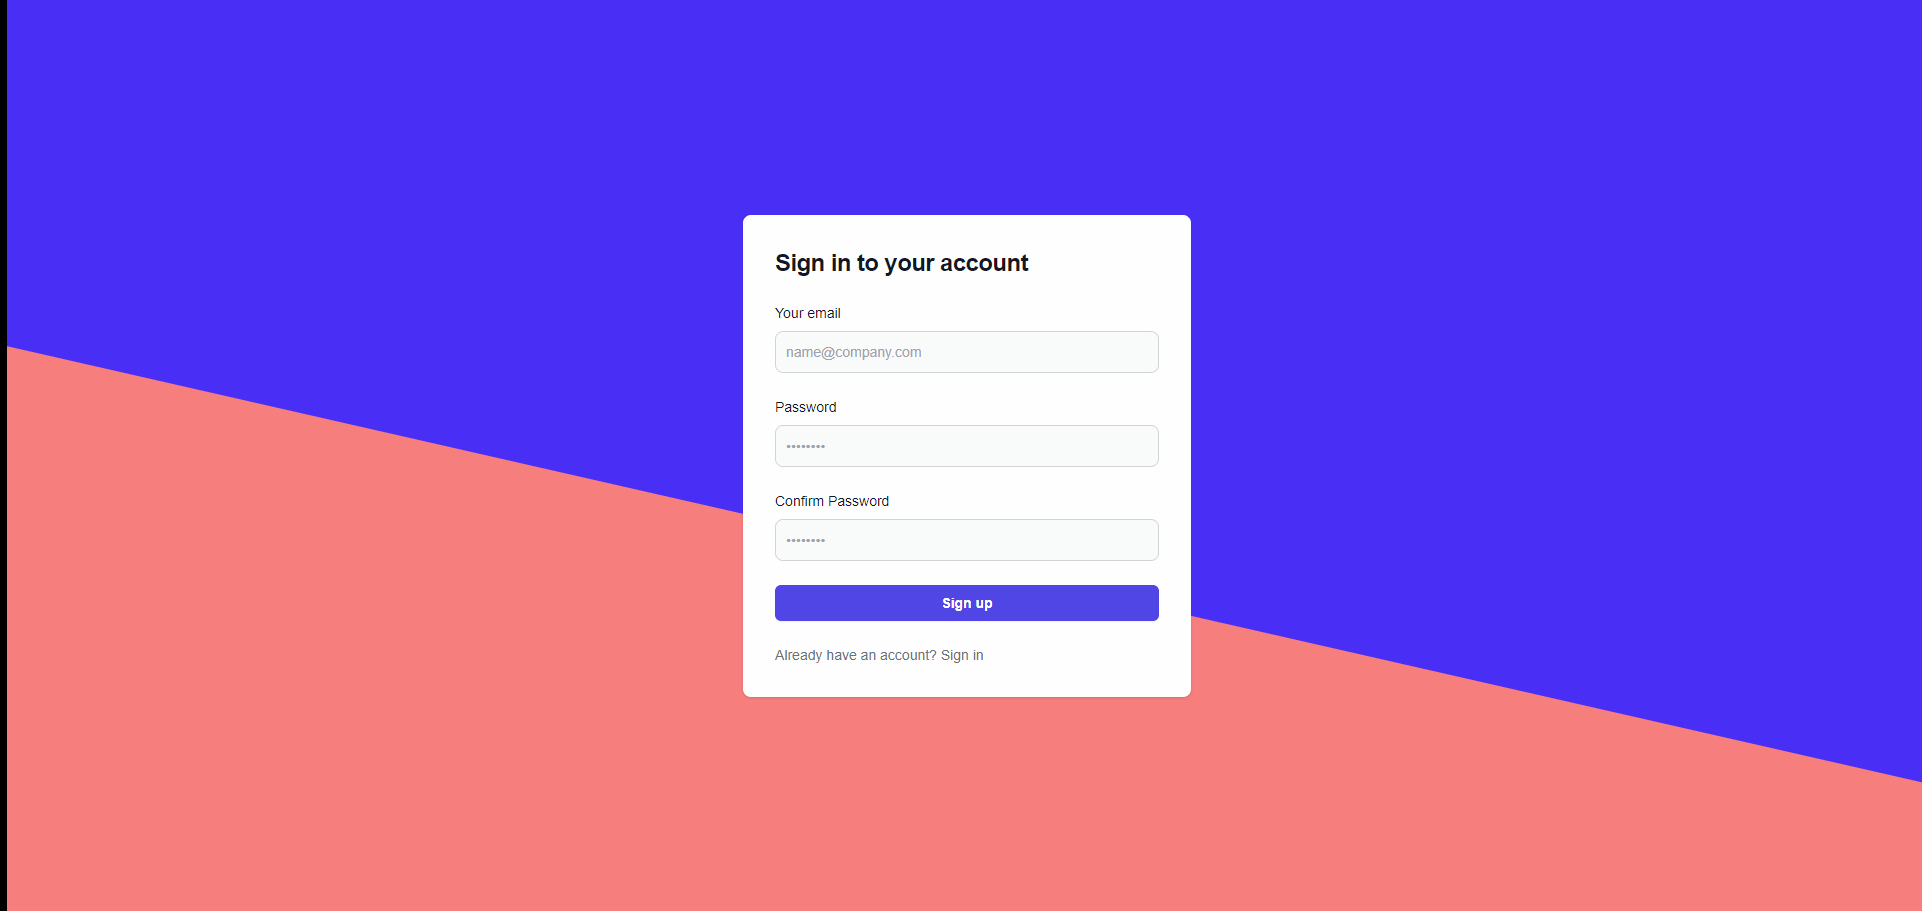 Sign in to your account
Your email
name@company.com
Password
••••••••
Confirm Password
••••••••
Sign up
Already have an account? Sign in